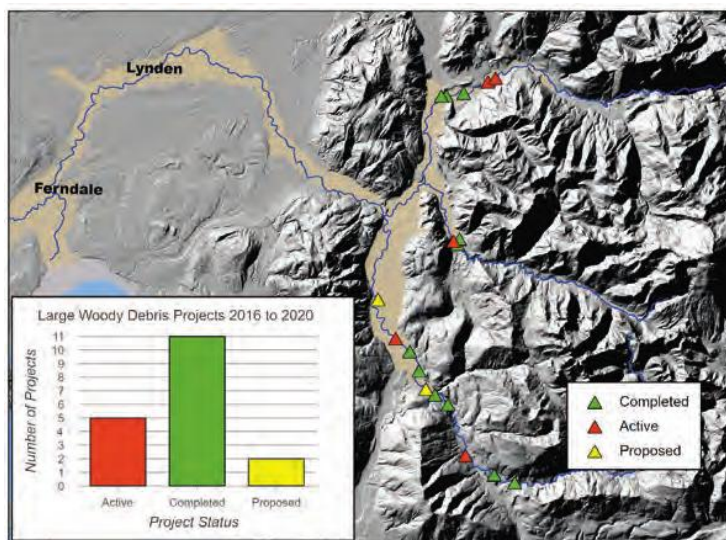 Lynden
Ferndale
Large Woody Debris Projects 2016 to 2020
Number of Projects
11
10
9
8
7
6
5
4
3
2
1
0
Active
Completed
Proposed
Project Status
Completed
Active
Proposed